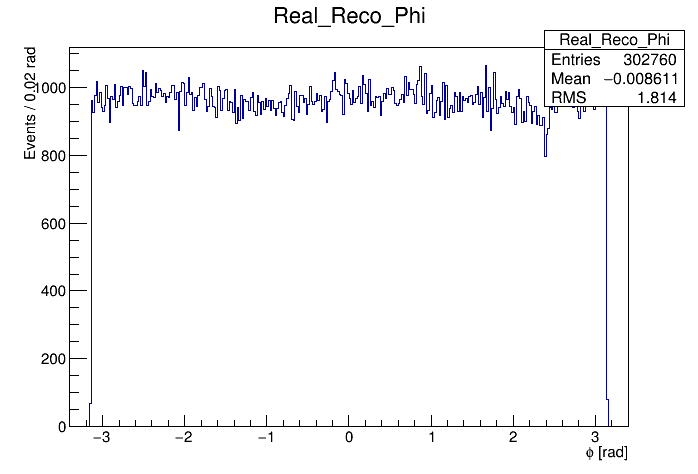 Real_Reco_Phi
Real_Reco_Phi
Entries 302760
Mean −0.008611
RMS 1.814
Events / 0.02 rad
1000
800
600
400
200
0
−3 −2 −1 0 1 2 3
ϕ [rad]